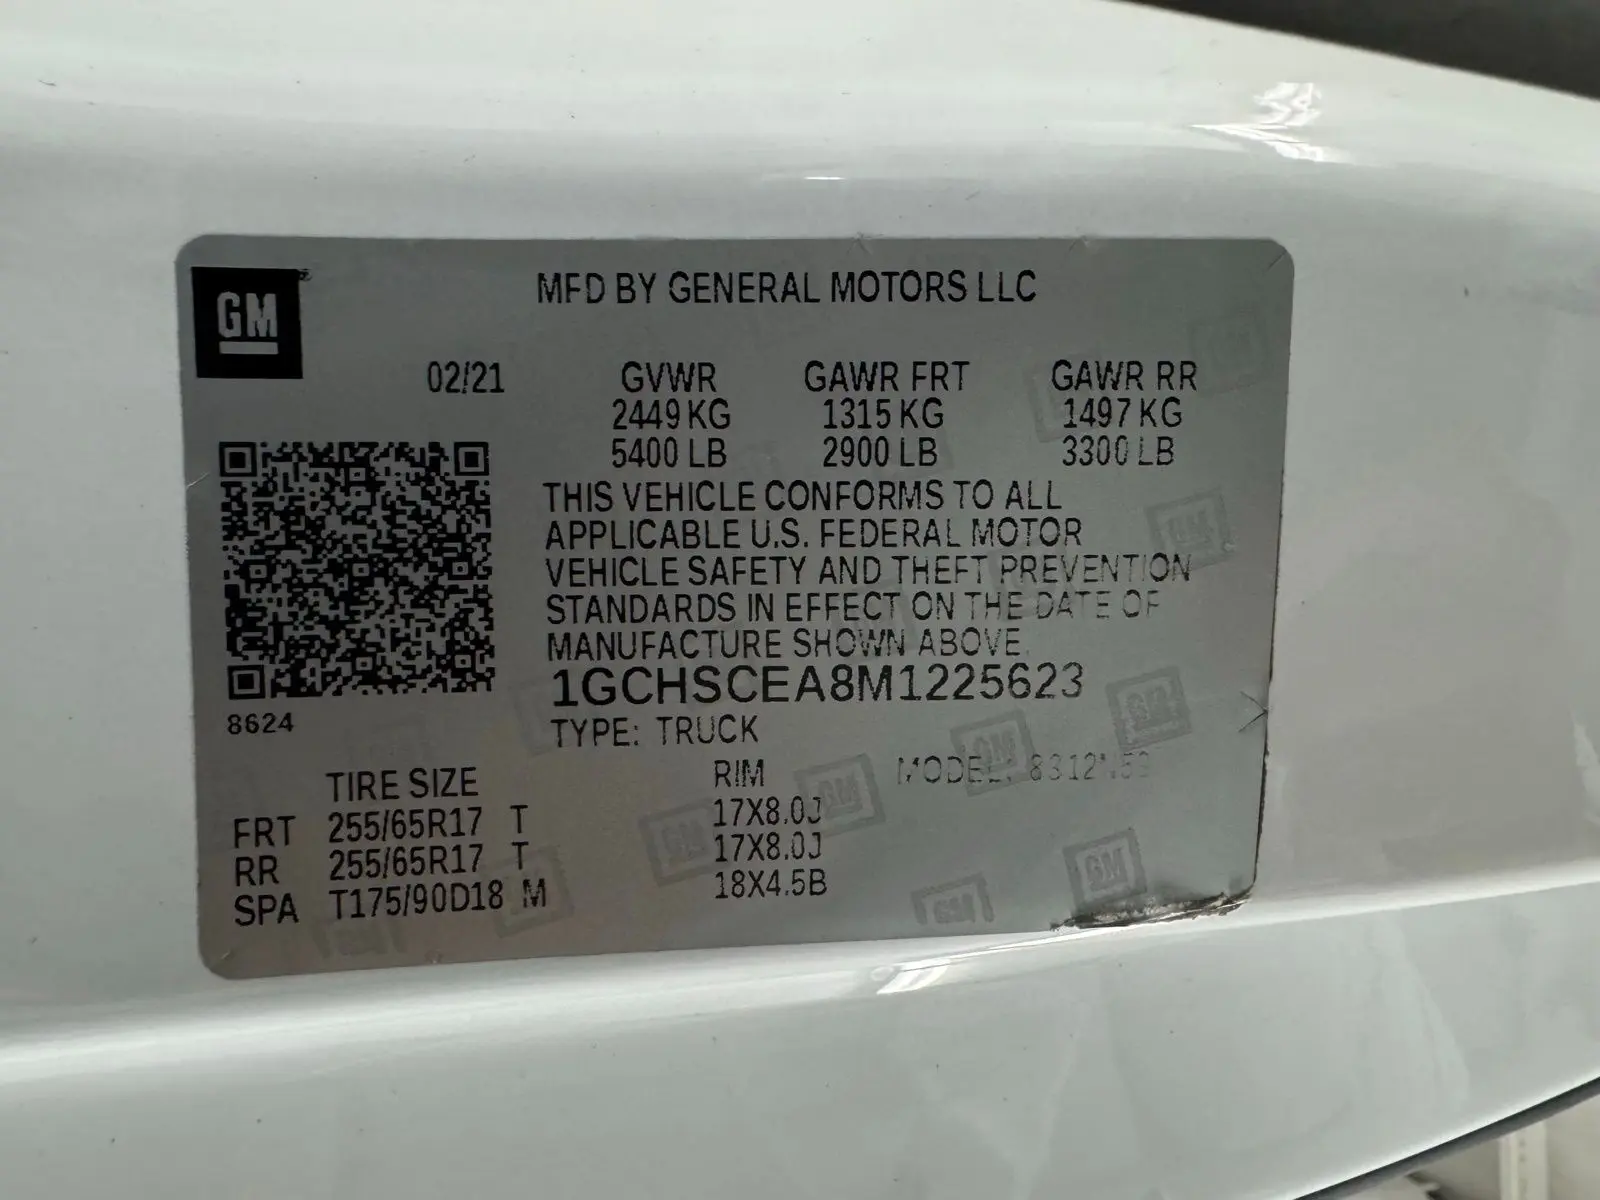 GM
MFD BY GENERAL MOTORS LLC
02/21 GVWR GAWR FRT GAWR RR
2449 KG 1315 KG 1497 KG
5400 LB 2900 LB 3300 LB
THIS VEHICLE CONFORMS TO ALL
APPLICABLE U.S. FEDERAL MOTOR
VEHICLE SAFETY AND THEFT PREVENTION
STANDARDS IN EFFECT ON THE DATE OF
MANUFACTURE SHOWN ABOVE.
1GCHSCEA8M1225623
8624
TYPE: TRUCK
TIRE SIZE RIM MODEL:
FRT 255/65R17 T 17X8.0J
RR 255/65R17 T 17X8.0J
SPA T175/90D18 M 18X4.5B